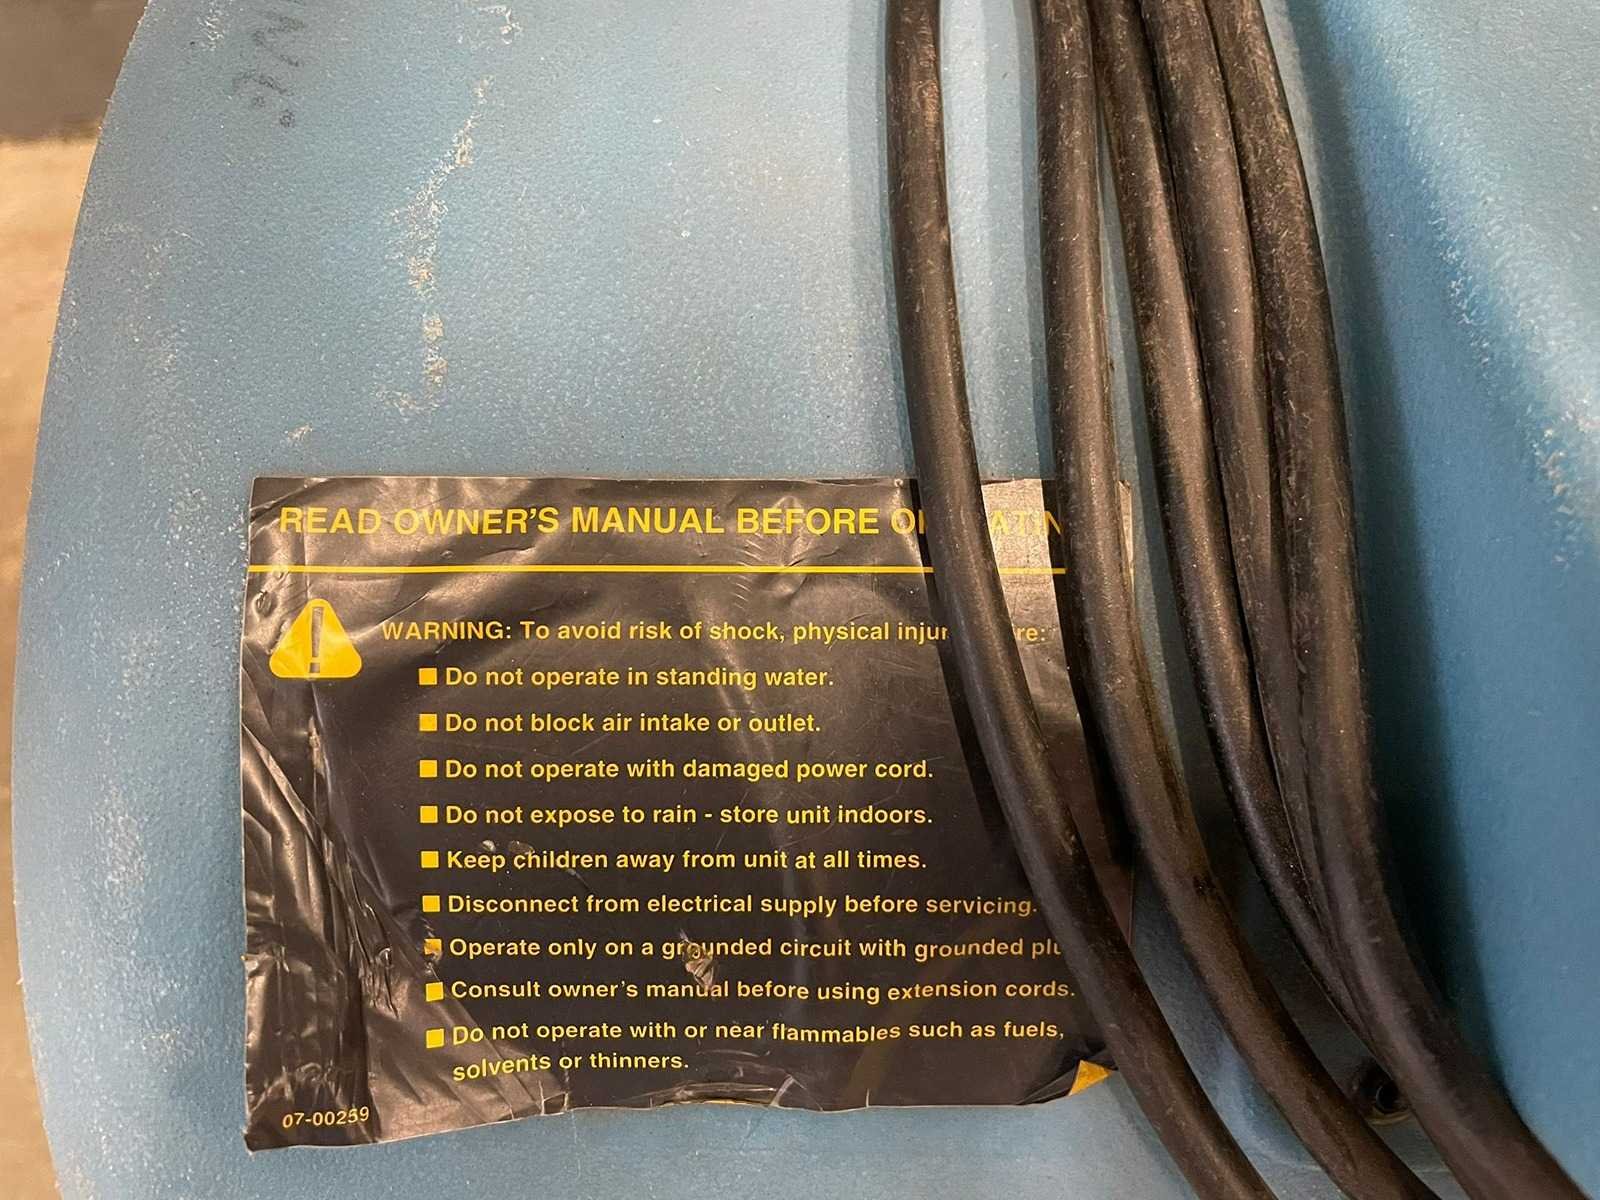 READ OWNER'S MANUAL BEFORE
WARNING: To avoid risk of shock, physical
■ Do not operate in standing water.
■ Do not block air intake or outlet.
■ Do not operate with damaged power cord.
■ Do not expose to rain - store unit indoors.
■ Keep children away from unit at all times.
■ Disconnect from electrical supply before servicing.
■ Operate only on a grounded circuit with grounded
■ Consult owner's manual before using extension cords.
■ Do not operate with or near flammables such as fuels,
solvents or thinners.
07-00259